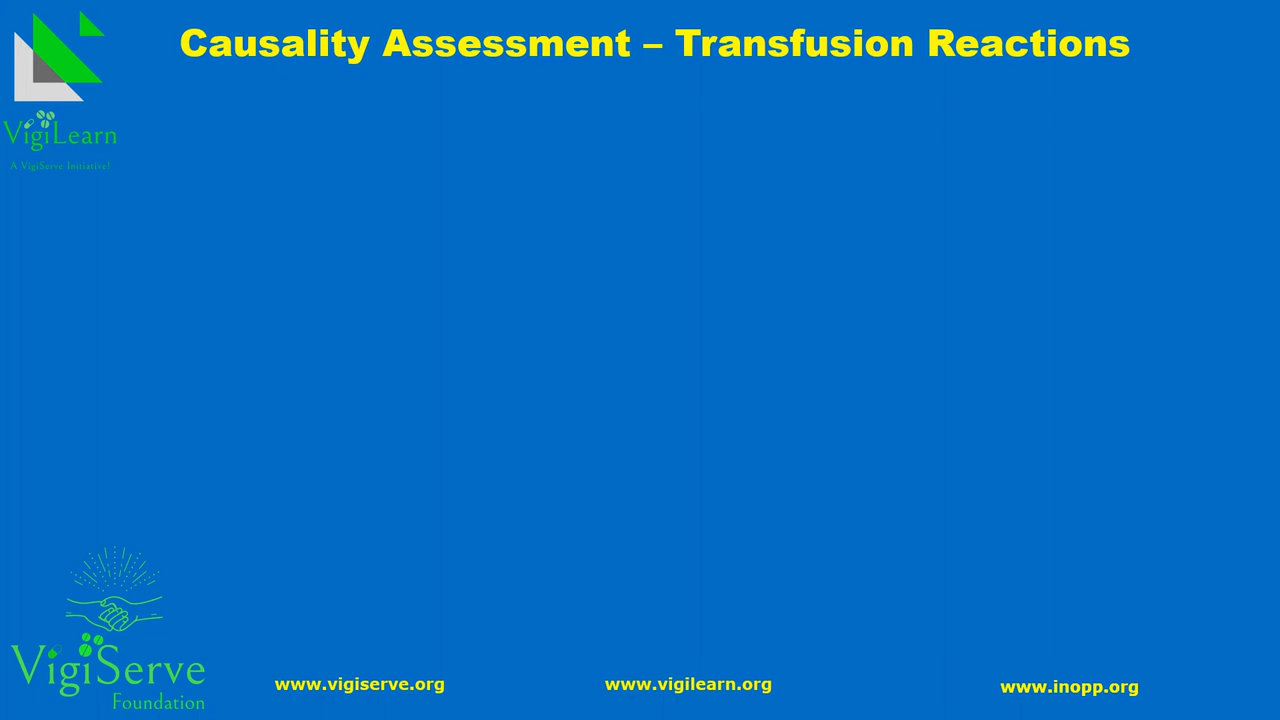 Causality Assessment – Transfusion Reactions
VigiLearn
A VigiServe Initiative!
VigiServe
Foundation
www.vigiserve.org
www.vigilearn.org
www.inopp.org